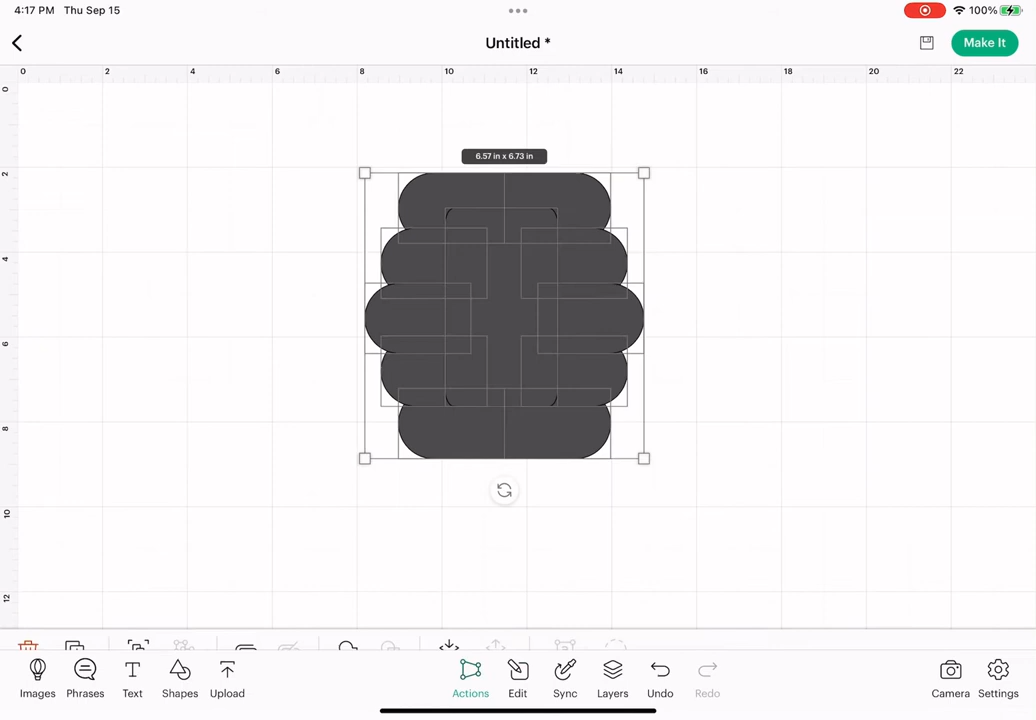 4:17 PM Thu Sep 15
100%
Untitled *
Make It
0 2 4 6 8 10 12 14 16 18 20 22
0
2
4
6
8
10
12
6.57 in x 6.73 in
Images Phrases Text Shapes Upload Actions Edit Sync Layers Undo Redo Camera Settings